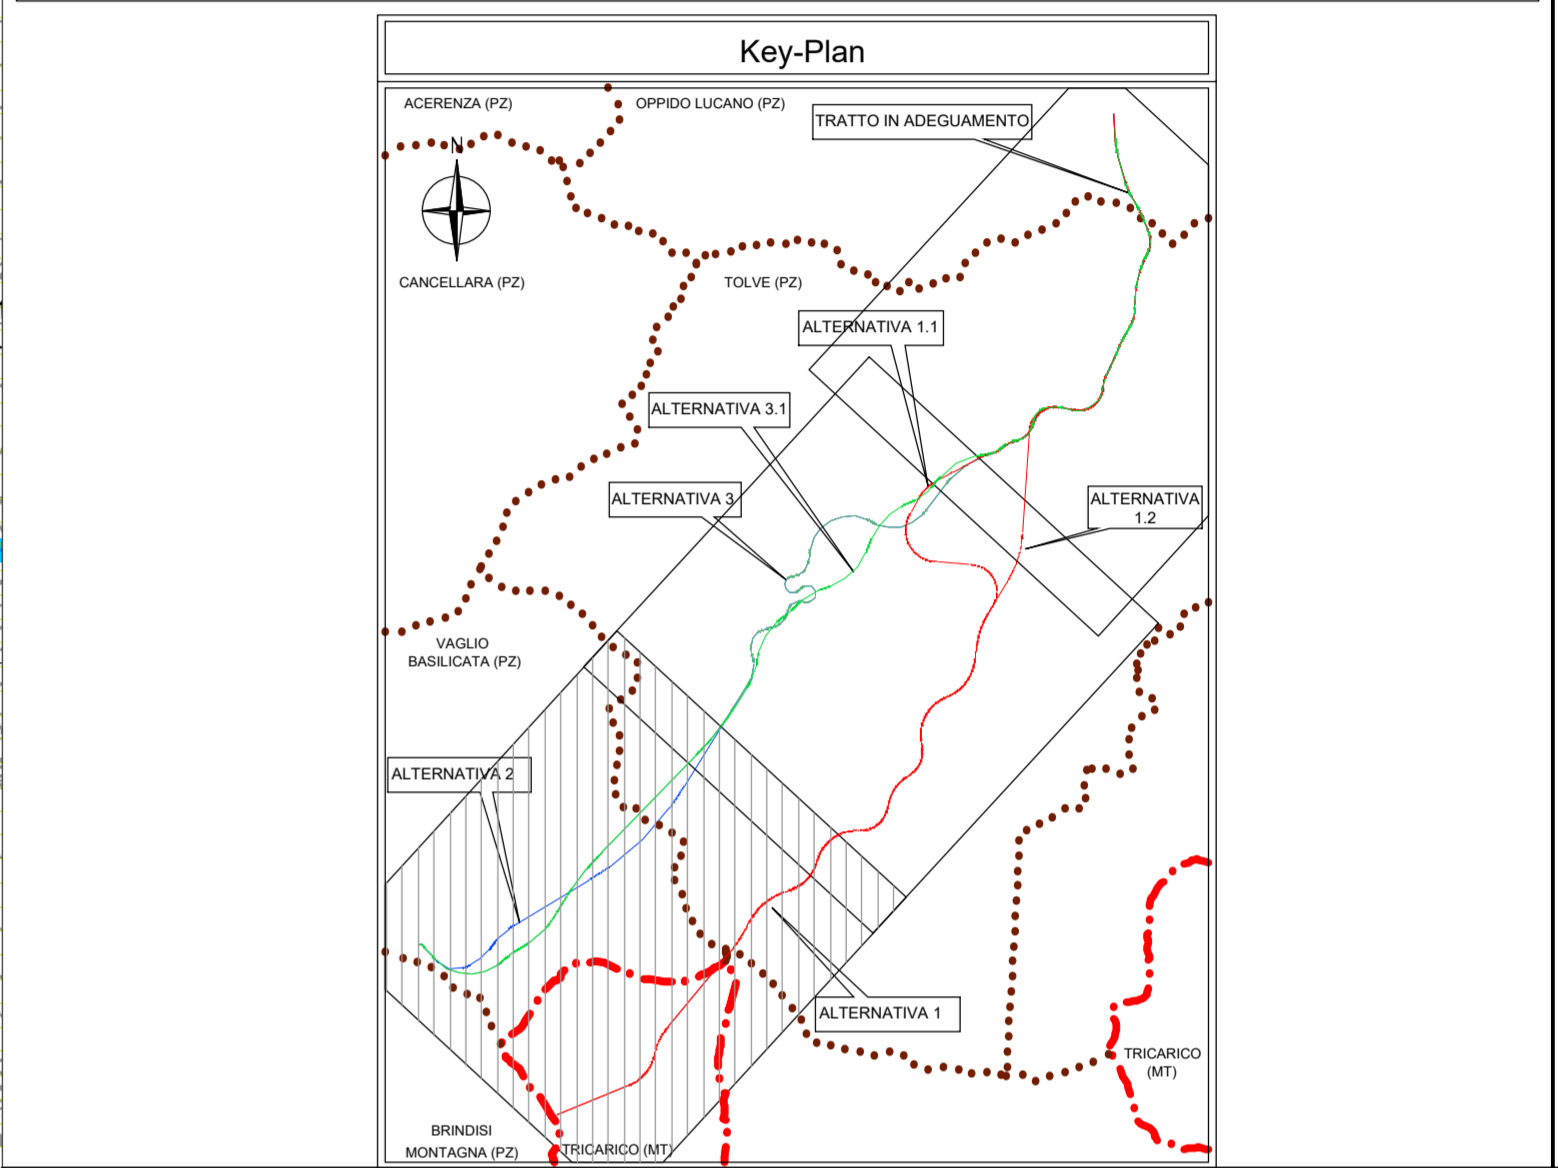 Key-Plan
ACERENZA (PZ)
OPPIDO LUCANO (PZ)
TRATTO IN ADEGUAMENTO
N
CANCELLARA (PZ)
TOLVE (PZ)
ALTERNATIVA 1.1
ALTERNATIVA 3.1
ALTERNATIVA 3
ALTERNATIVA
1.2
VAGLIO
BASILICATA (PZ)
ALTERNATIVA 2
ALTERNATIVA 1
TRICARICO
(MT)
BRINDISI
MONTAGNA (PZ)
TRICARICO (MT)